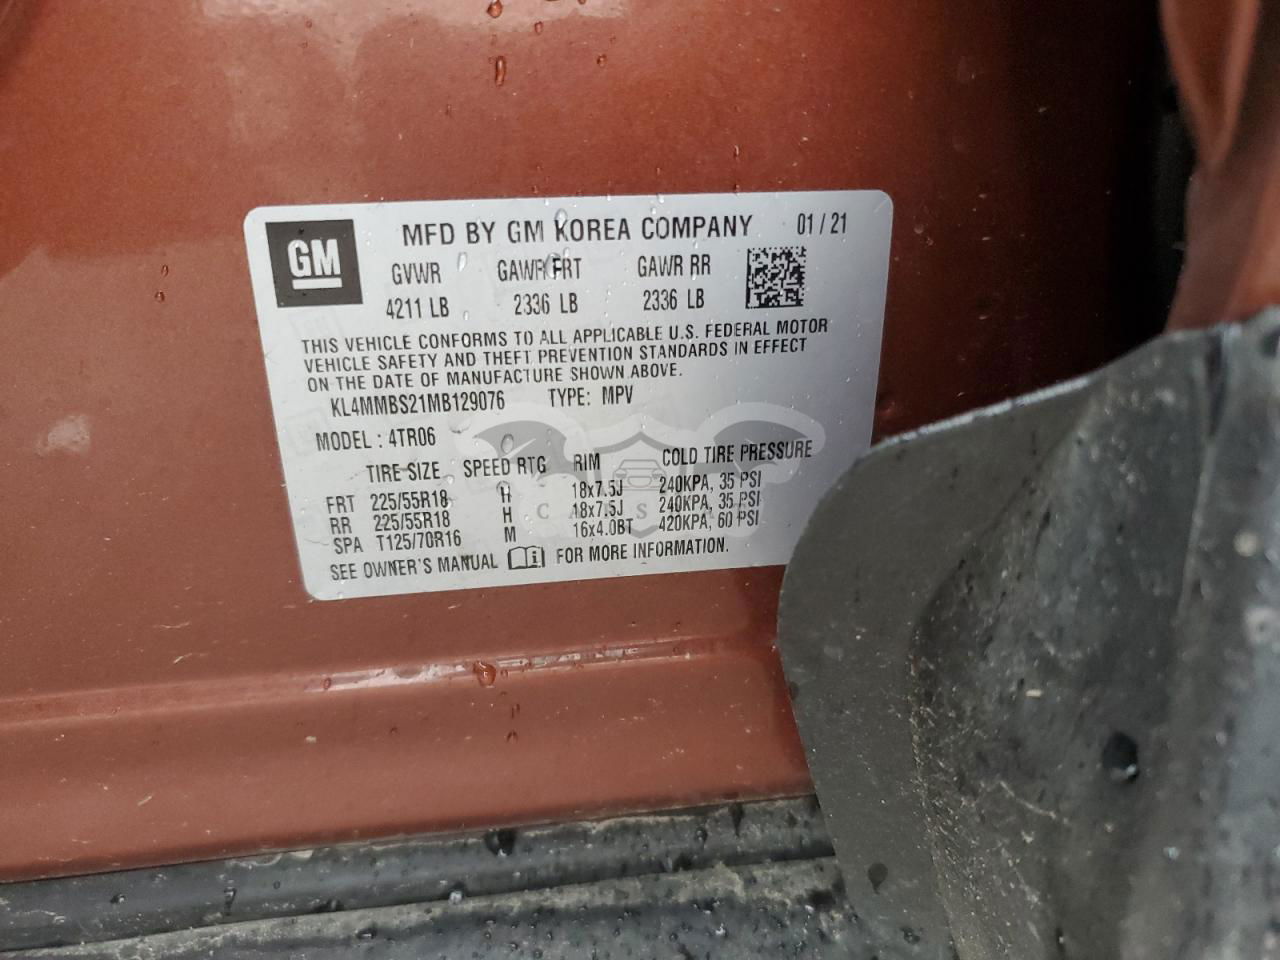 GM
MFD BY GM KOREA COMPANY 01 / 21
GVWR GAWR FRT GAWR RR
4211 LB 2336 LB 2336 LB
THIS VEHICLE CONFORMS TO ALL APPLICABLE U.S. FEDERAL MOTOR
VEHICLE SAFETY AND THEFT PREVENTION STANDARDS IN EFFECT
ON THE DATE OF MANUFACTURE SHOWN ABOVE.
KL4MMBS21MB129076 TYPE: MPV
MODEL : 4TR06
TIRE SIZE SPEED RTG RIM COLD TIRE PRESSURE
FRT 225/55R18 H 18x7.5J 240KPA, 35 PSI
RR 225/55R18 H 18x7.5J 240KPA, 35 PSI
SPA T125/70R16 M 16x4.0BT 420KPA, 60 PSI
SEE OWNER'S MANUAL FOR MORE INFORMATION.